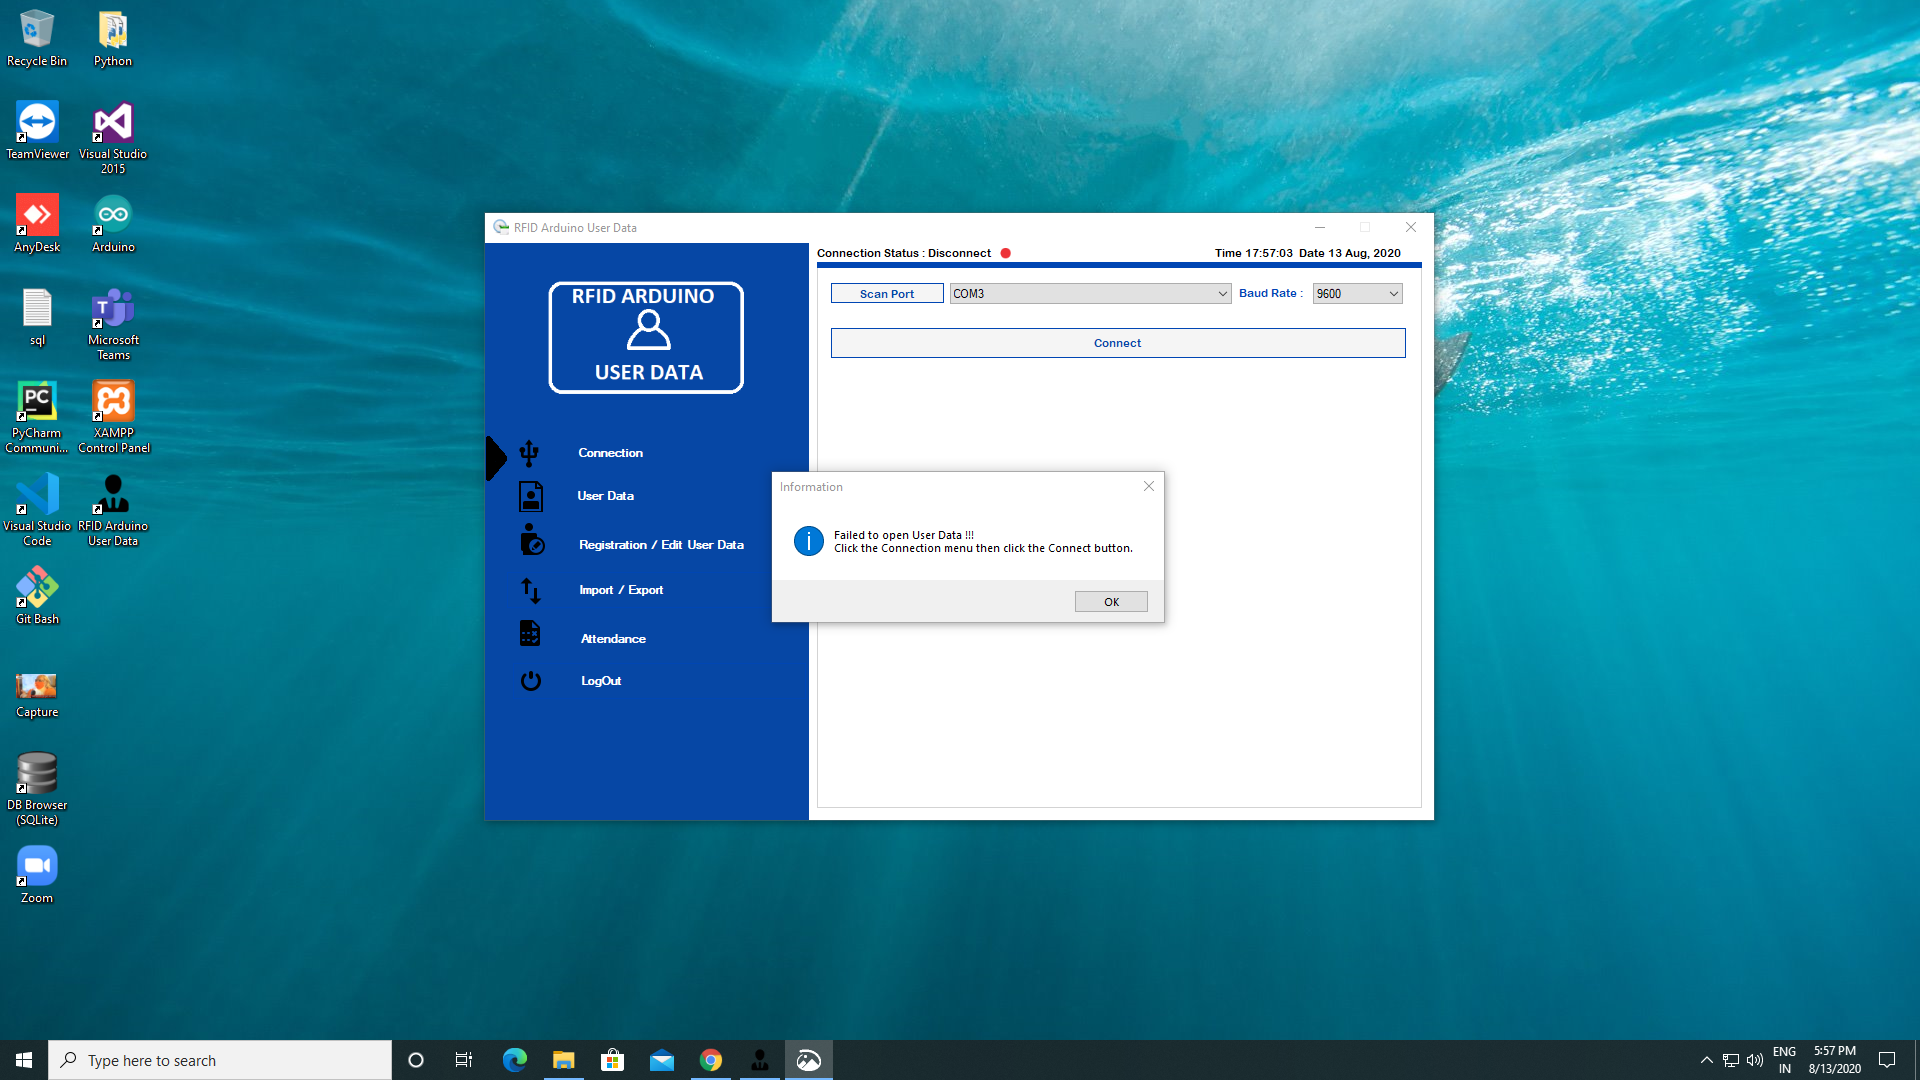 Recycle Bin
Python
TeamViewer
Visual Studio
2015
AnyDesk
Arduino
sql
Microsoft
Teams
PyCharm
Communi...
XAMPP
Control Panel
Visual Studio
Code
RFID Arduino
User Data
Git Bash
Capture
DB Browser
(SQLite)
Zoom
RFID Arduino User Data
RFID ARDUINO
USER DATA
Connection
User Data
Registration / Edit User Data
Import / Export
Attendance
LogOut
Connection Status : Disconnect
Time 17:57:03 Date 13 Aug, 2020
Scan Port
COM3
Baud Rate :
9600
Connect
Information
Failed to open User Data !!!
Click the Connection menu then click the Connect button.
OK
Type here to search
ENG
IN
5:57 PM
8/13/2020
PC
T